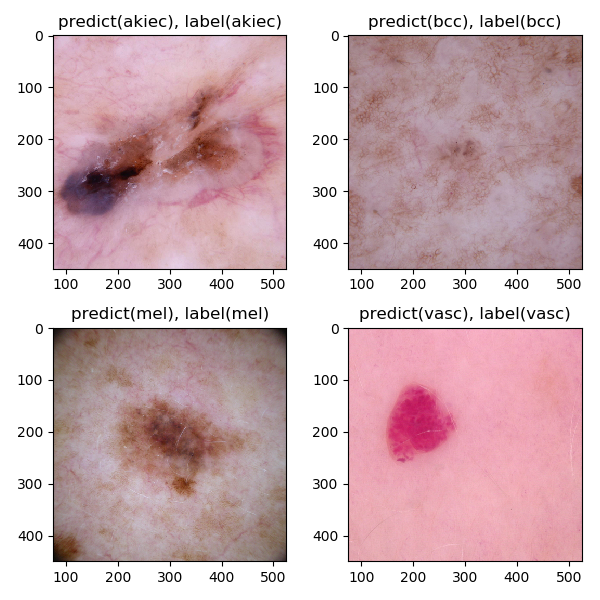 predict(akiec), label(akiec)
0
100
200
300
400
100 200 300 400 500
predict(bcc), label(bcc)
0
100
200
300
400
100 200 300 400 500
predict(mel), label(mel)
0
100
200
300
400
100 200 300 400 500
predict(vasc), label(vasc)
0
100
200
300
400
100 200 300 400 500